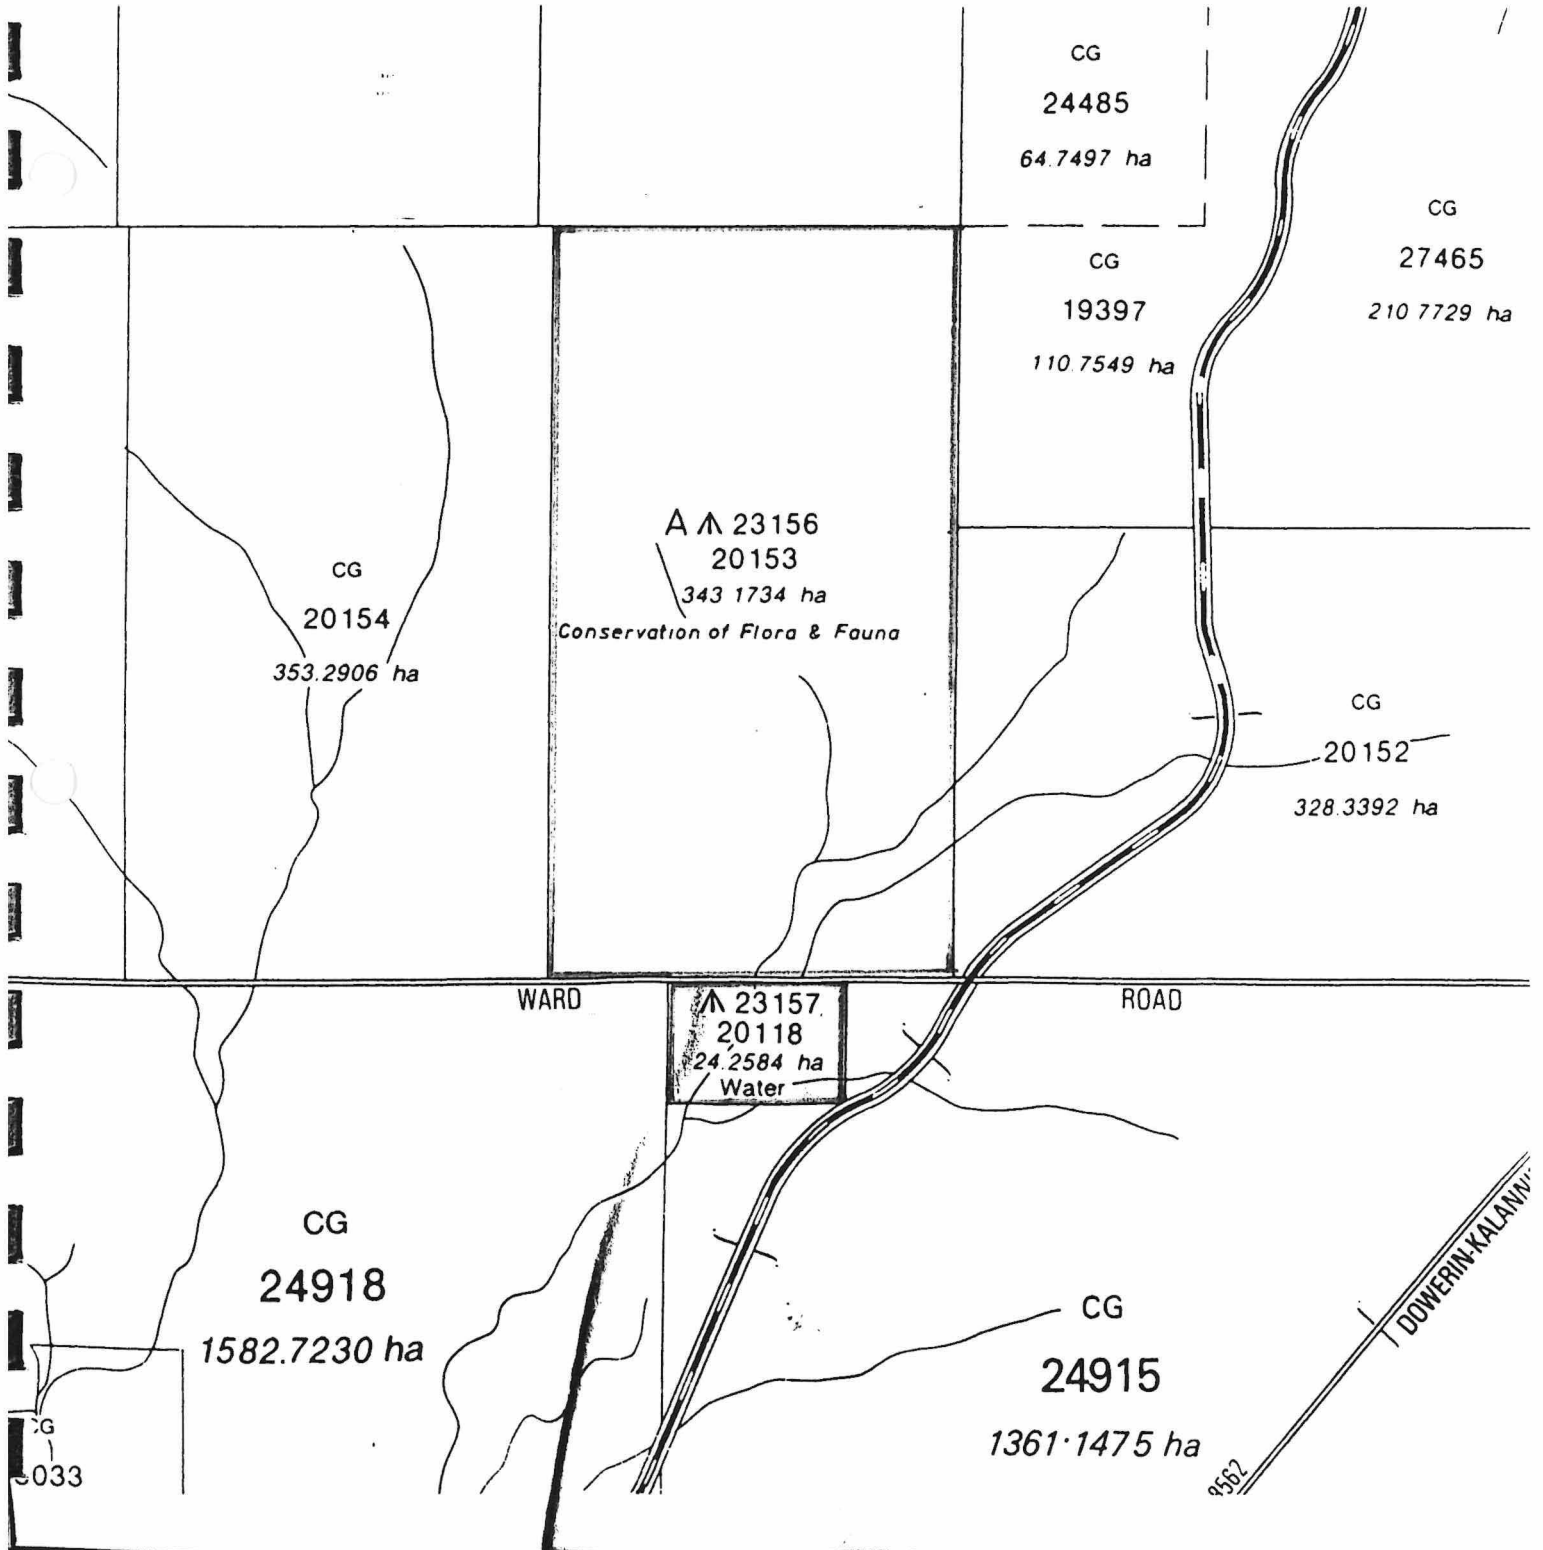 CG
24485
64.7497 ha
CG
27465
210 7729 ha
CG
19397
110.7549 ha
A 23156
20153
343 1734 ha
Conservation of Flora & Fauna
CG
20154
353.2906 ha
CG
20152
328.3392 ha
WARD ROAD
23157
20118
24.2584 ha
Water
CG
24918
1582.7230 ha
CG
24915
1361·1475 ha
DOWERIN-KALANN
CG
033